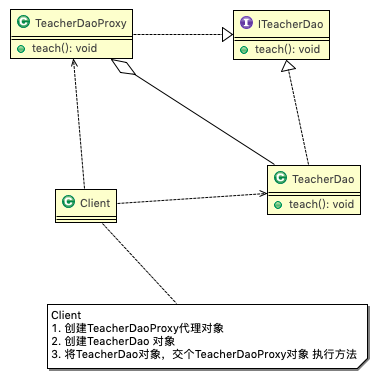 C TeacherDaoProxy
teach(): void
I ITeacherDao
teach(): void
C TeacherDao
teach(): void
C Client
Client
1. 创建TeacherDaoProxy代理对象
2. 创建TeacherDao 对象
3. 将TeacherDao对象，交个TeacherDaoProxy对象 执行方法